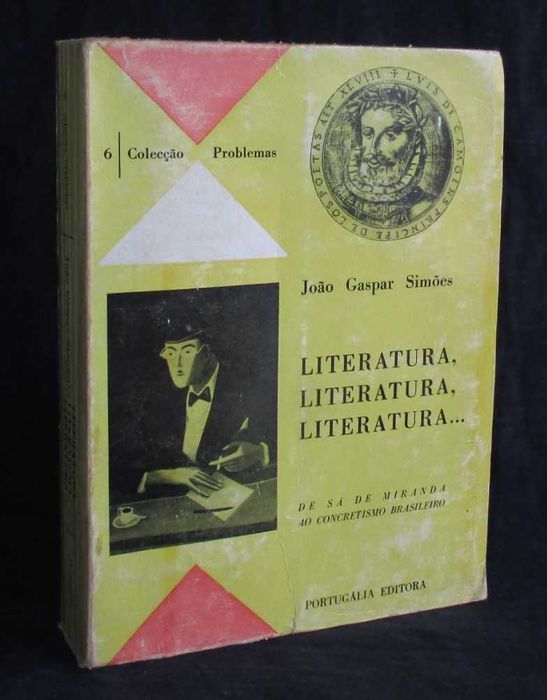 6 | Colecção Problemas
LVIS DE CAMOENS PRINCIPE DE LOS POETAS AET XLVIII
João Gaspar Simões
LITERATURA,
LITERATURA,
LITERATURA...
DE SÁ DE MIRANDA
AO CONCRETISMO BRASILEIRO
PORTUGÁLIA EDITORA